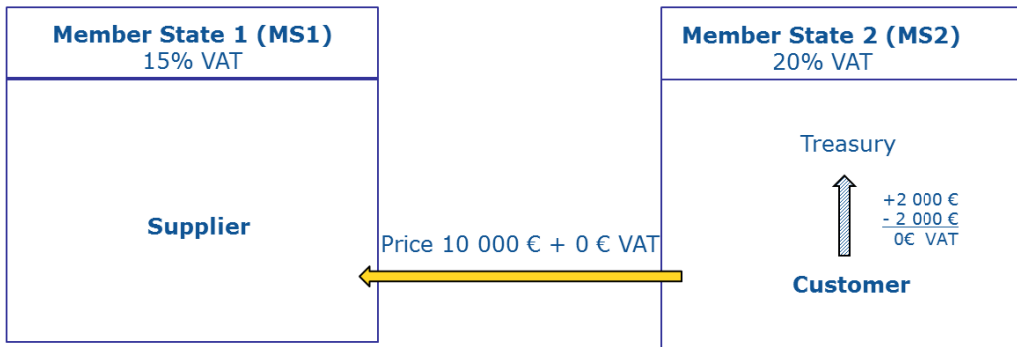 Member State 1 (MS1)
15% VAT
Supplier
Price 10 000 € + 0 € VAT
Member State 2 (MS2)
20% VAT
Treasury
+2 000 €
- 2 000 €
0€ VAT
Customer